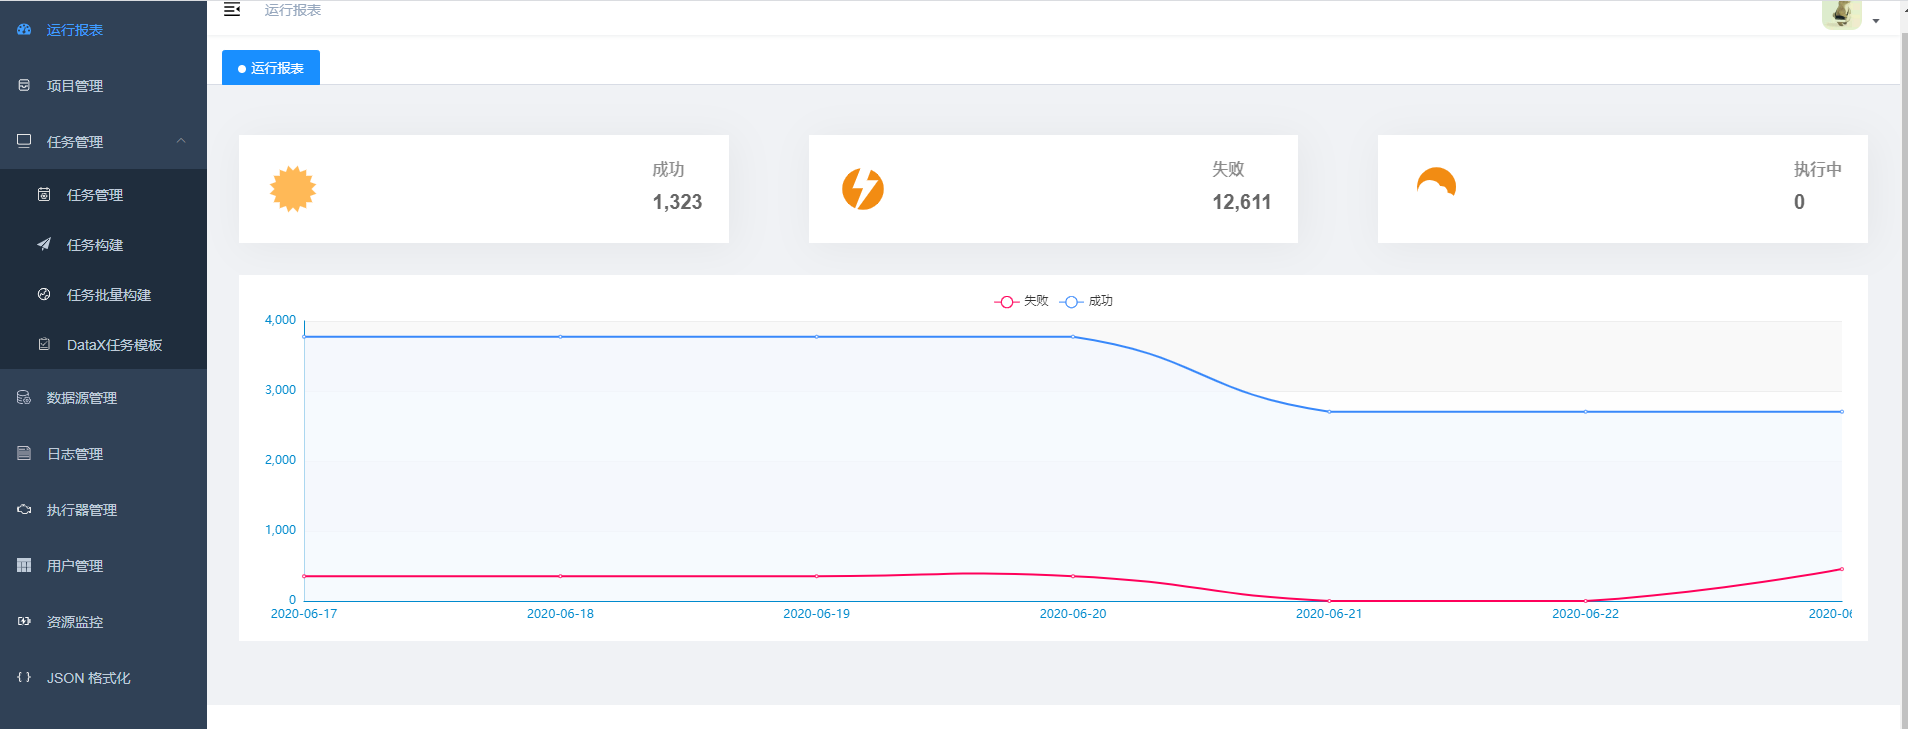 运行报表
项目管理
任务管理
任务管理
任务构建
任务批量构建
DataX任务模板
数据源管理
日志管理
执行器管理
用户管理
资源监控
JSON 格式化
运行报表
运行报表
成功
1,323
失败
12,611
执行中
0
失败 成功
4,000
3,000
2,000
1,000
0
2020-06-17 2020-06-18 2020-06-19 2020-06-20 2020-06-21 2020-06-22 2020-06